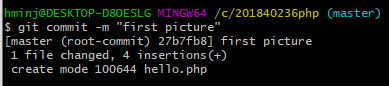 hminj@DESKTOP-D8OESLG MINGW64 /c/201840236php (master)
$ git commit -m "first picture"
[master (root-commit) 27b7fb8] first picture
 1 file changed, 4 insertions(+)
 create mode 100644 hello.php